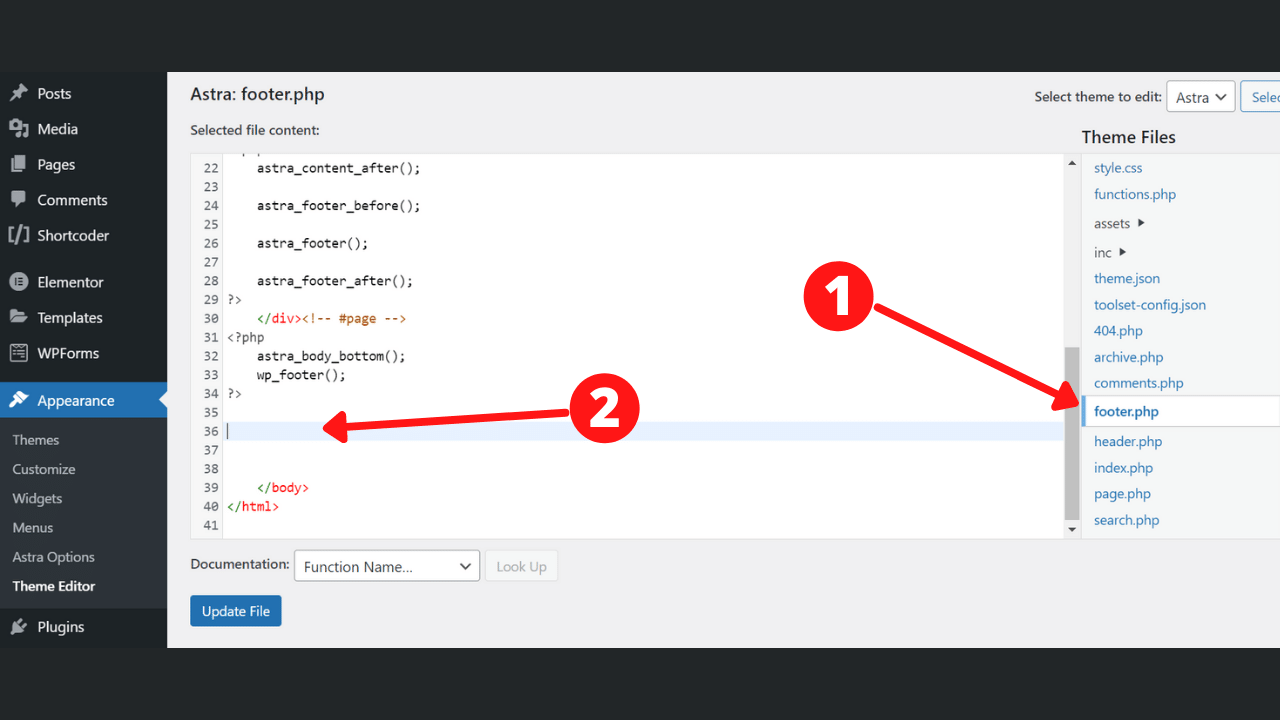 Posts
Media
Pages
Comments
Shortcoder
Elementor
Templates
WPForms
Appearance
Themes
Customize
Widgets
Menus
Astra Options
Theme Editor
Plugins
Astra: footer.php
Select theme to edit: Astra
Selected file content:
22 astra_content_after();
23
24 astra_footer_before();
25
26 astra_footer();
27
28 astra_footer_after();
29 ?>
30 </div><!-- #page -->
31 <?php
32 astra_body_bottom();
33 wp_footer();
34 ?>
35
36
37
38
39 </body>
40 </html>
41
1
2
Documentation: Function Name... Look Up
Update File
Theme Files
style.css
functions.php
assets
inc
theme.json
toolset-config.json
404.php
archive.php
comments.php
footer.php
header.php
index.php
page.php
search.php